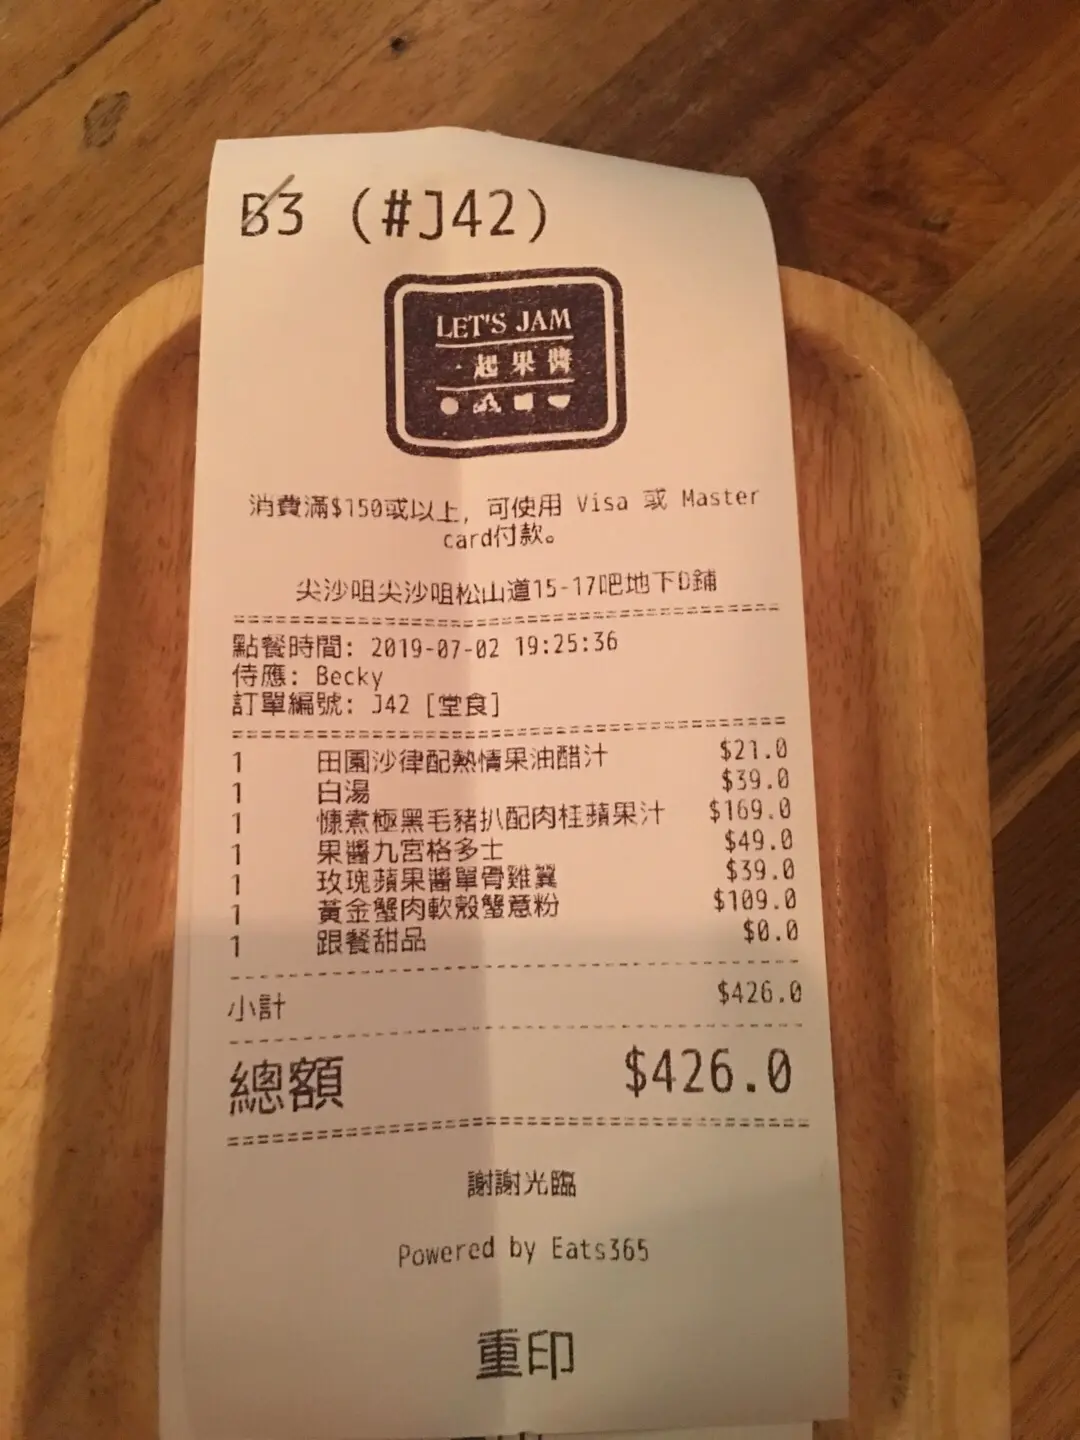 B3 (#J42)
LET'S JAM
一起果醬
消費滿$150或以上, 可使用 Visa 或 Master
card付款。
尖沙咀尖沙咀松山道15-17吧地下D鋪
點餐時間: 2019-07-02 19:25:36
侍應: Becky
訂單編號: J42 [堂食]
1 田園沙律配熱情果油醋汁 $21.0
1 白湯 $39.0
1 慷煮極黑毛豬扒配肉桂蘋果汁 $169.0
1 果醬九宮格多士 $49.0
1 玫瑰蘋果醬單骨雞翼 $39.0
1 黃金蟹肉軟殼蟹意粉 $109.0
1 跟餐甜品 $0.0
小計 $426.0
總額 $426.0
謝謝光臨
Powered by Eats365
重印